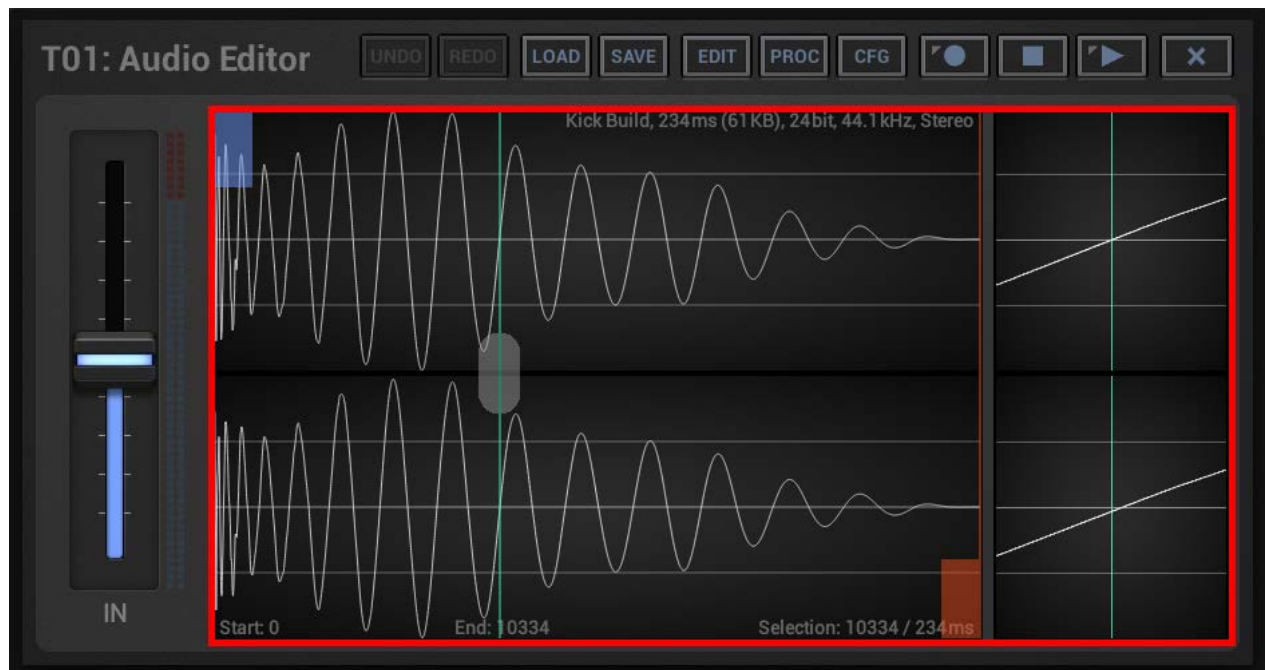 T01: Audio Editor UNDO REDO LOAD SAVE EDIT PROC CFG
Kick Build, 234ms (61KB), 24bit, 44.1kHz, Stereo
IN
Start: 0 End: 10334 Selection: 10334 / 234ms